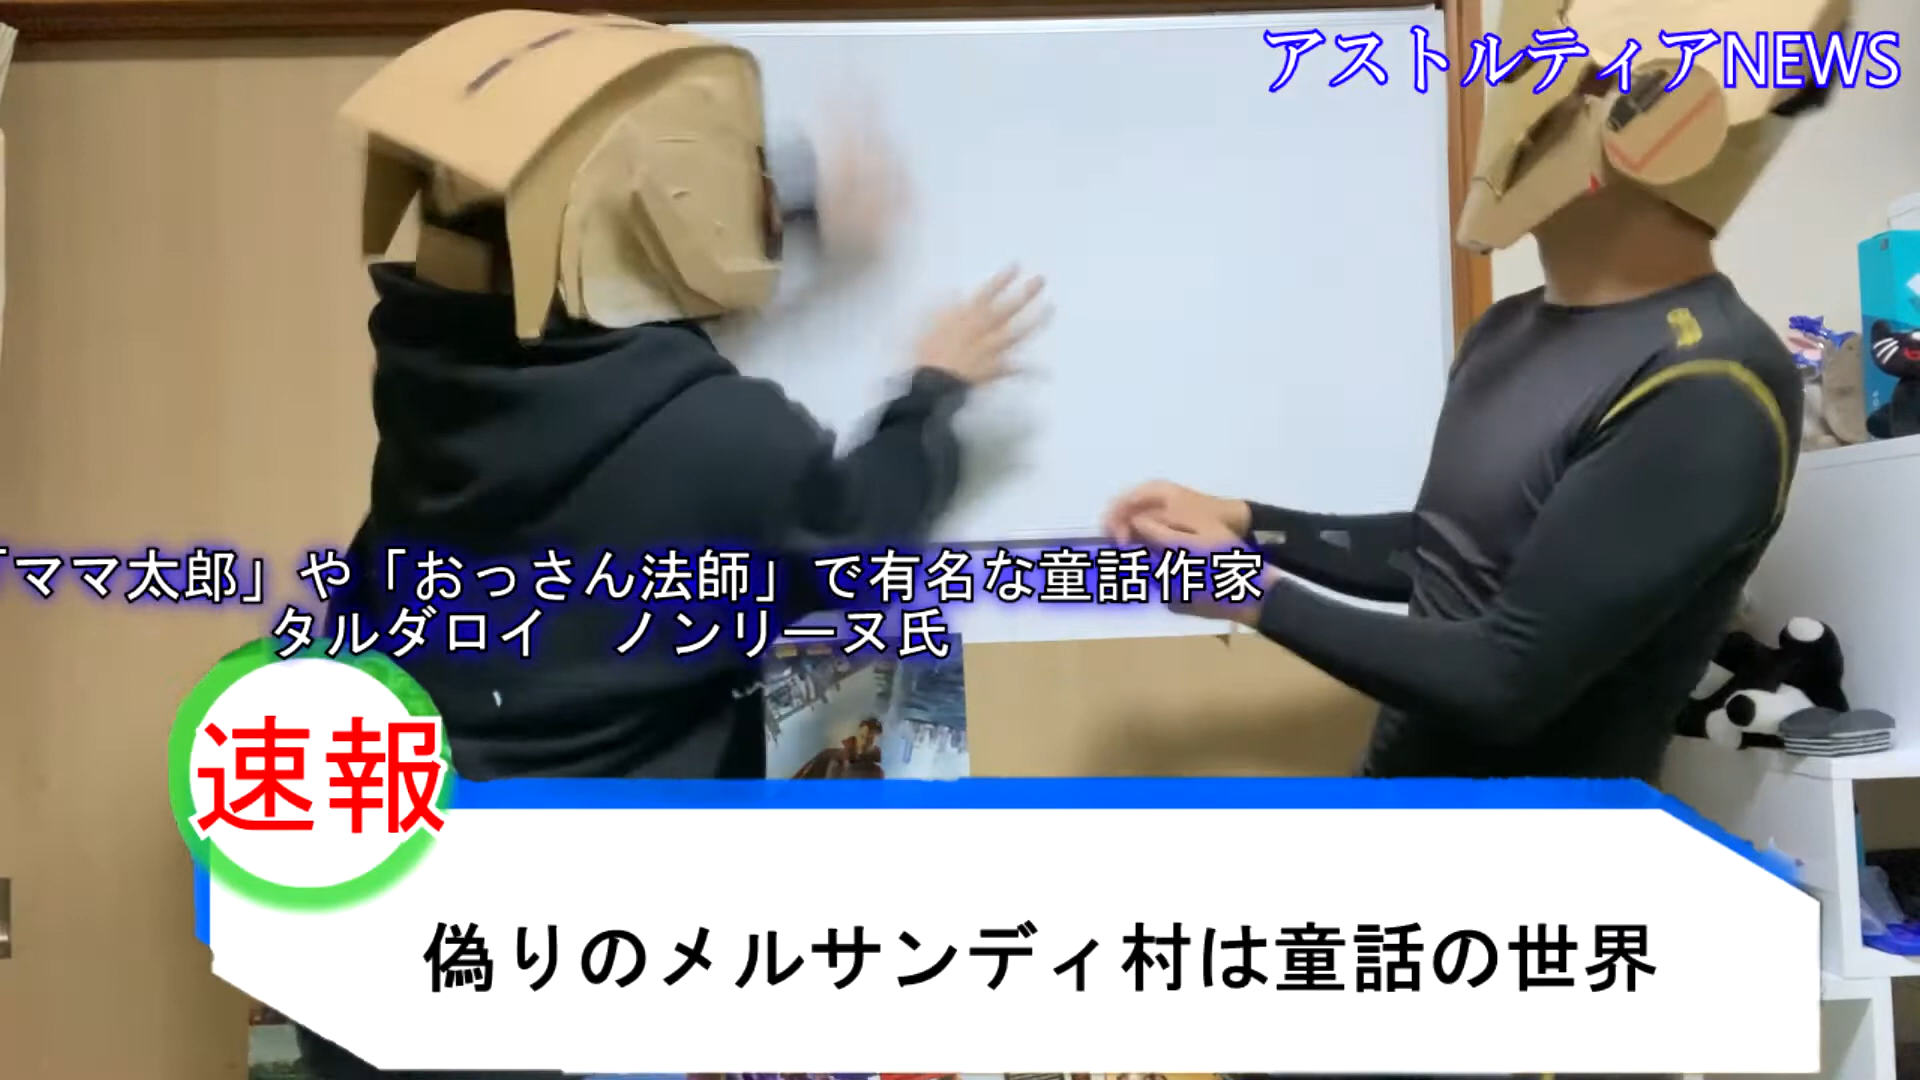 アストルティアNEWS
「ママ太郎」や「おっさん法師」で有名な童話作家
タルダロイ　ノンリーヌ氏
速報
偽りのメルサンディ村は童話の世界